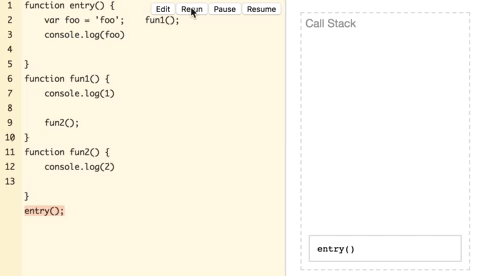 1 function entry() {
Edit Rerun Pause Resume
2 var foo = 'foo'; fun1();
3 console.log(foo)
4
5 }
6 function fun1() {
7 console.log(1)
8
9 fun2();
10 }
11 function fun2() {
12 console.log(2)
13
}
entry();
Call Stack
entry()